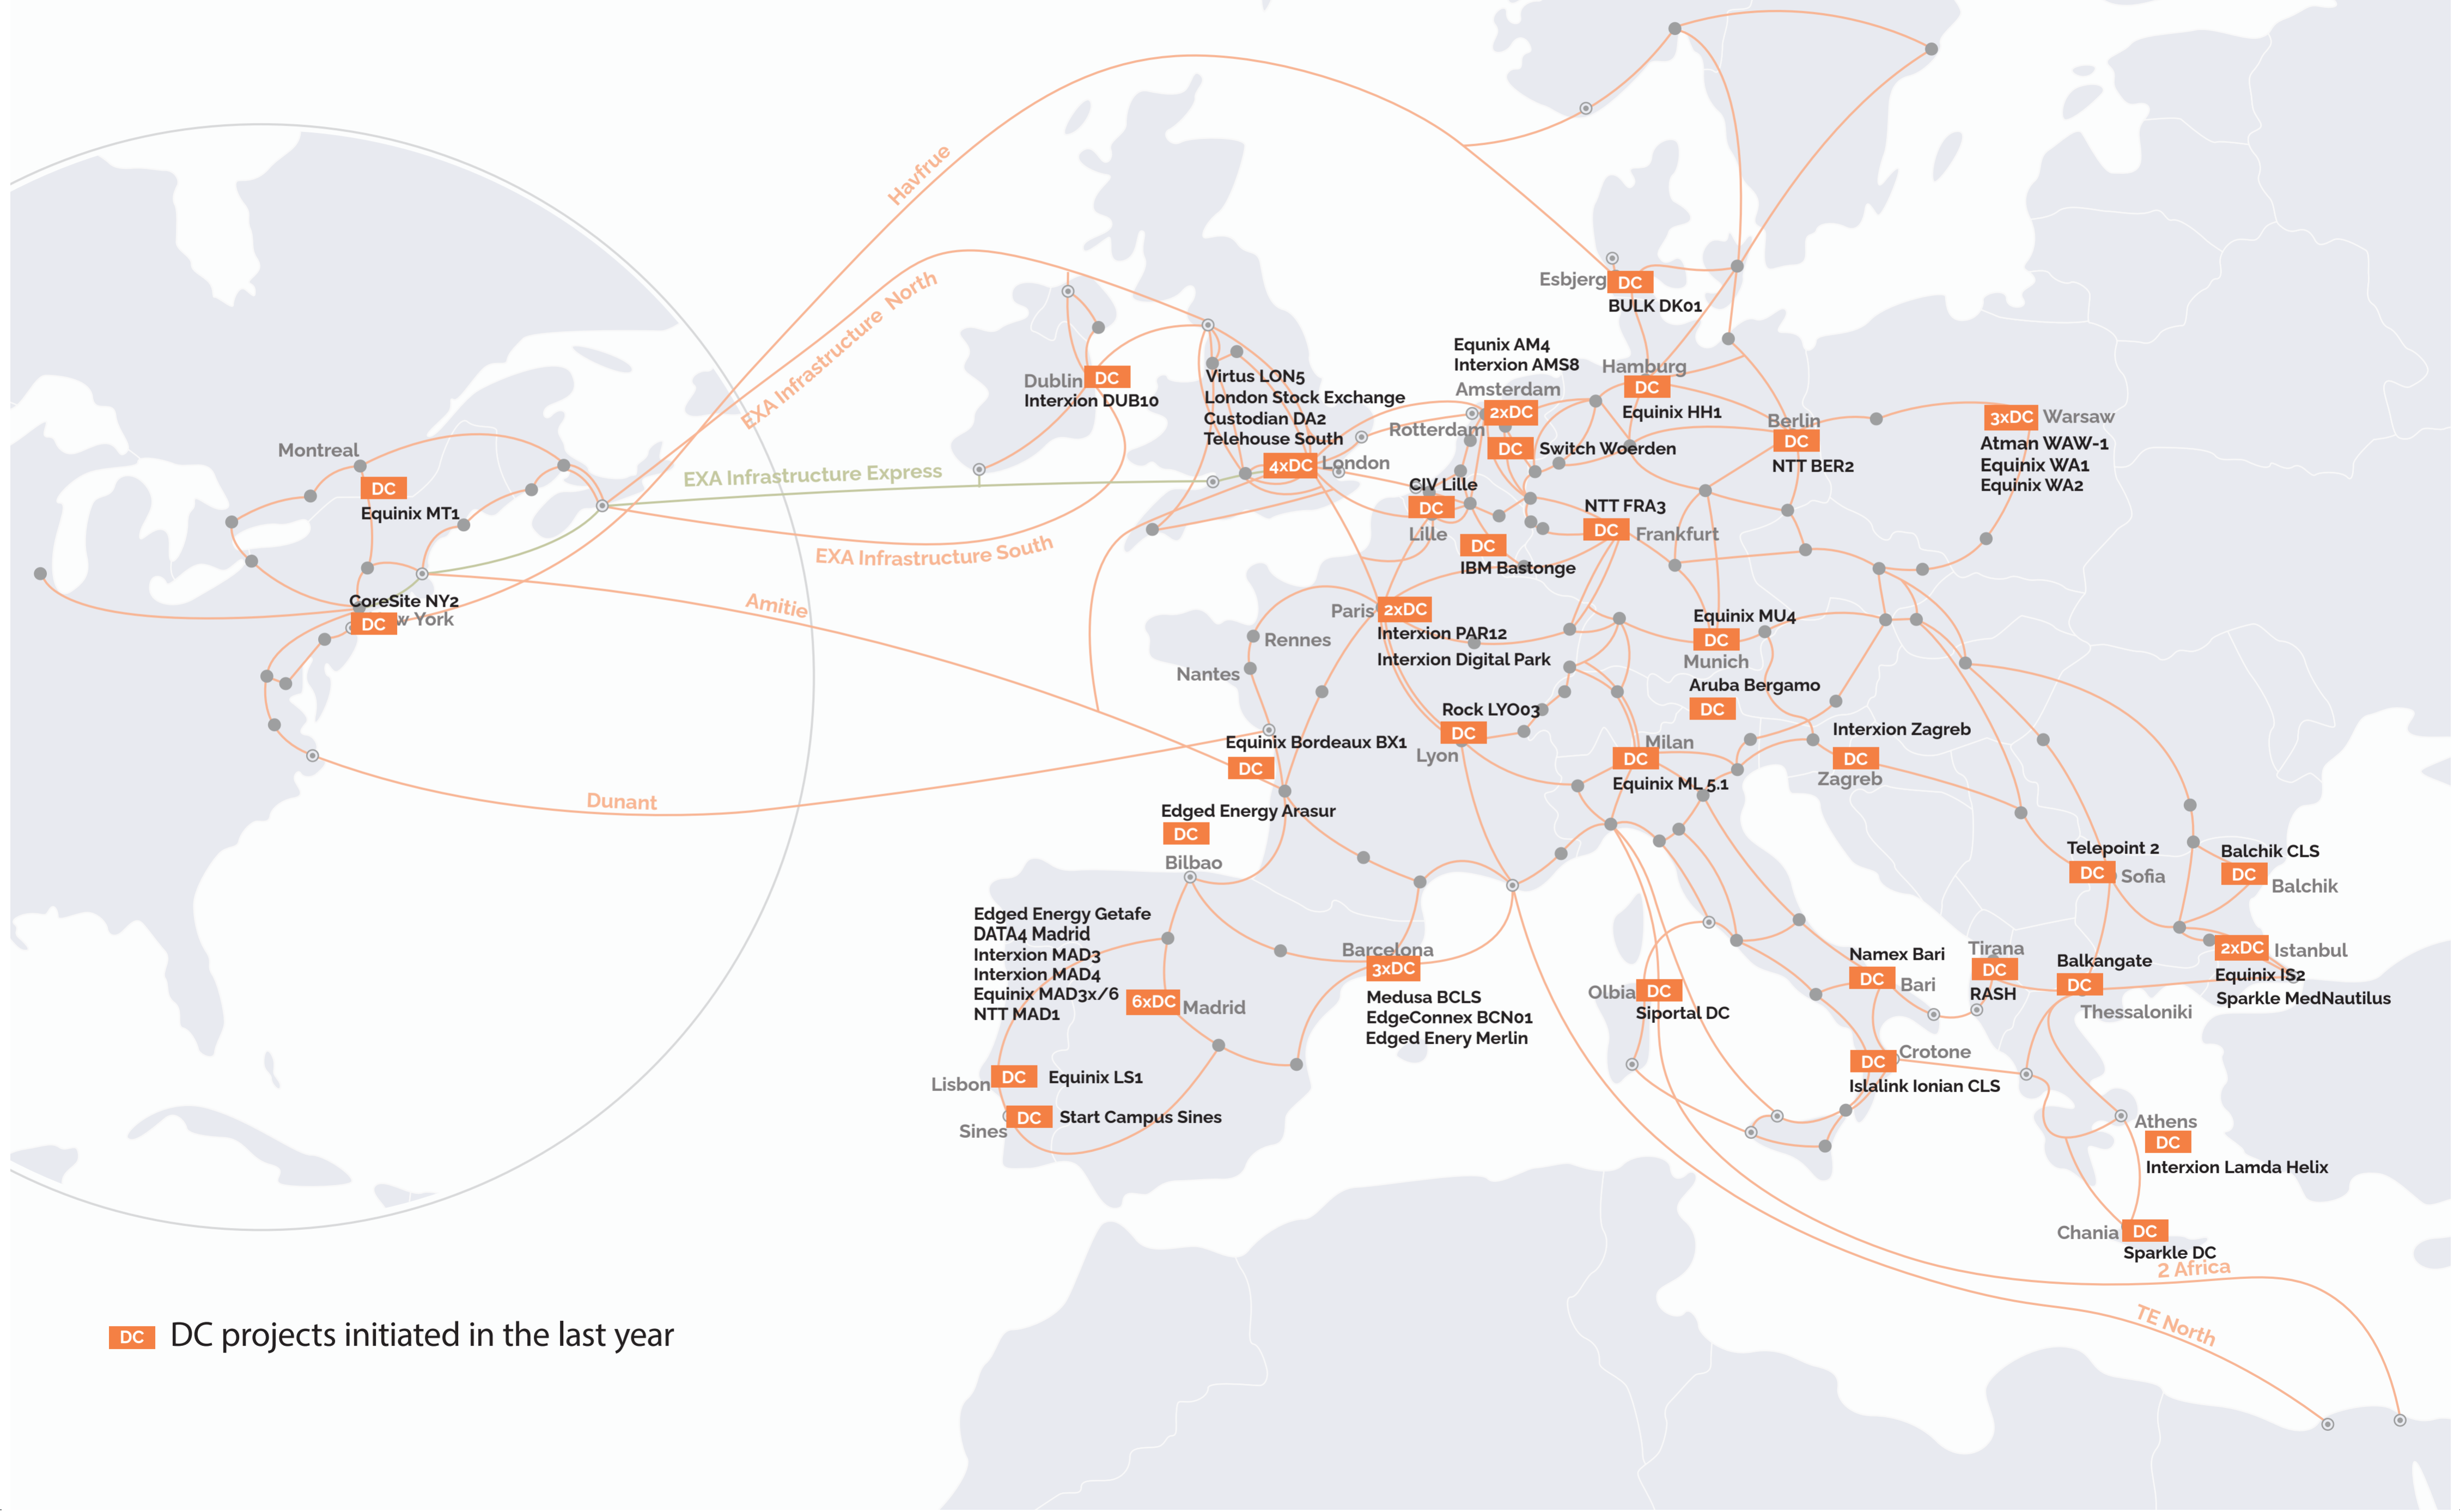 Havfrue
EXA Infrastructure North
EXA Infrastructure Express
EXA Infrastructure South
Amitie
Dunant
Montreal
DC
Equinix MT1
CoreSite NY2
DC
w York
Esbjerg
DC
BULK DK01
Dublin
DC
Interxion DUB10
Virtus LON5
London Stock Exchange
Custodian DA2
Telehouse South
4xDC
London
Equnix AM4
Interxion AMS8
Amsterdam
2xDC
Rotterdam
DC
Switch Woerden
Hamburg
DC
Equinix HH1
Berlin
DC
NTT BER2
3xDC
Warsaw
Atman WAW-1
Equinix WA1
Equinix WA2
CIV Lille
DC
Lille
DC
IBM Bastonge
NTT FRA3
DC
Frankfurt
Paris
2xDC
Interxion PAR12
Interxion Digital Park
Rennes
Nantes
Equinix MU4
DC
Munich
Aruba Bergamo
DC
Rock LYO03
DC
Lyon
Milan
DC
Equinix ML 5.1
Interxion Zagreb
DC
Zagreb
Equinix Bordeaux BX1
DC
Edged Energy Arasur
DC
Bilbao
Telepoint 2
DC
Sofia
Balchik CLS
DC
Balchik
Edged Energy Getafe
DATA4 Madrid
Interxion MAD3
Interxion MAD4
Equinix MAD3x/6
NTT MAD1
6xDC
Madrid
Barcelona
3xDC
Medusa BCLS
EdgeConnex BCN01
Edged Enery Merlin
Olbia
DC
Siportal DC
Namex Bari
DC
Bari
Tirana
DC
RASH
Balkangate
DC
Thessaloniki
2xDC
Istanbul
Equinix IS2
Sparkle MedNautilus
Lisbon
DC
Equinix LS1
Sines
DC
Start Campus Sines
DC
Crotone
Islalink Ionian CLS
Athens
DC
Interxion Lamda Helix
Chania
DC
Sparkle DC
2 Africa
TE North
DC
DC projects initiated in the last year